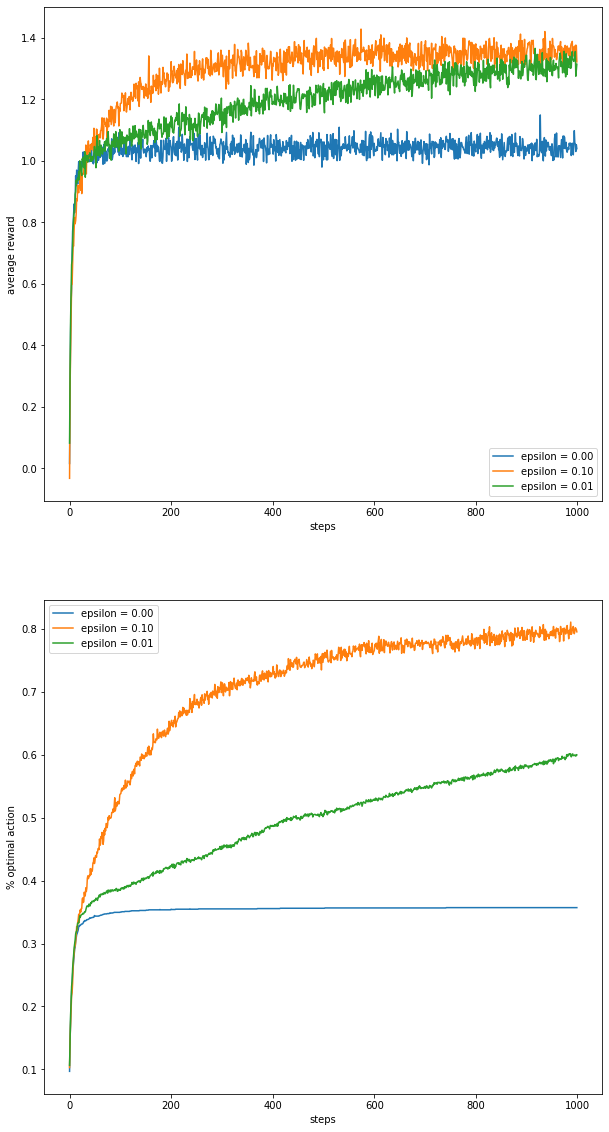 1.4
1.2
1.0
0.8
0.6
0.4
0.2
0.0
average reward
epsilon = 0.00
epsilon = 0.10
epsilon = 0.01
0 200 400 600 800 1000
steps
epsilon = 0.00
epsilon = 0.10
epsilon = 0.01
0.8
0.7
0.6
0.5
0.4
0.3
0.2
0.1
% optimal action
0 200 400 600 800 1000
steps